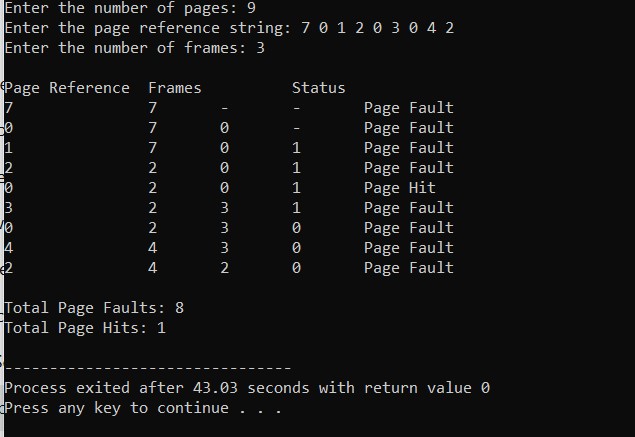 Enter the number of pages: 9
Enter the page reference string: 7 0 1 2 0 3 0 4 2
Enter the number of frames: 3
Page Reference Frames Status
7 7 - - Page Fault
0 7 0 - Page Fault
1 7 0 1 Page Fault
2 2 0 1 Page Fault
0 2 0 1 Page Hit
3 2 3 1 Page Fault
0 2 3 0 Page Fault
4 4 3 0 Page Fault
2 4 2 0 Page Fault
Total Page Faults: 8
Total Page Hits: 1
--------------------------------
Process exited after 43.03 seconds with return value 0
Press any key to continue . . .